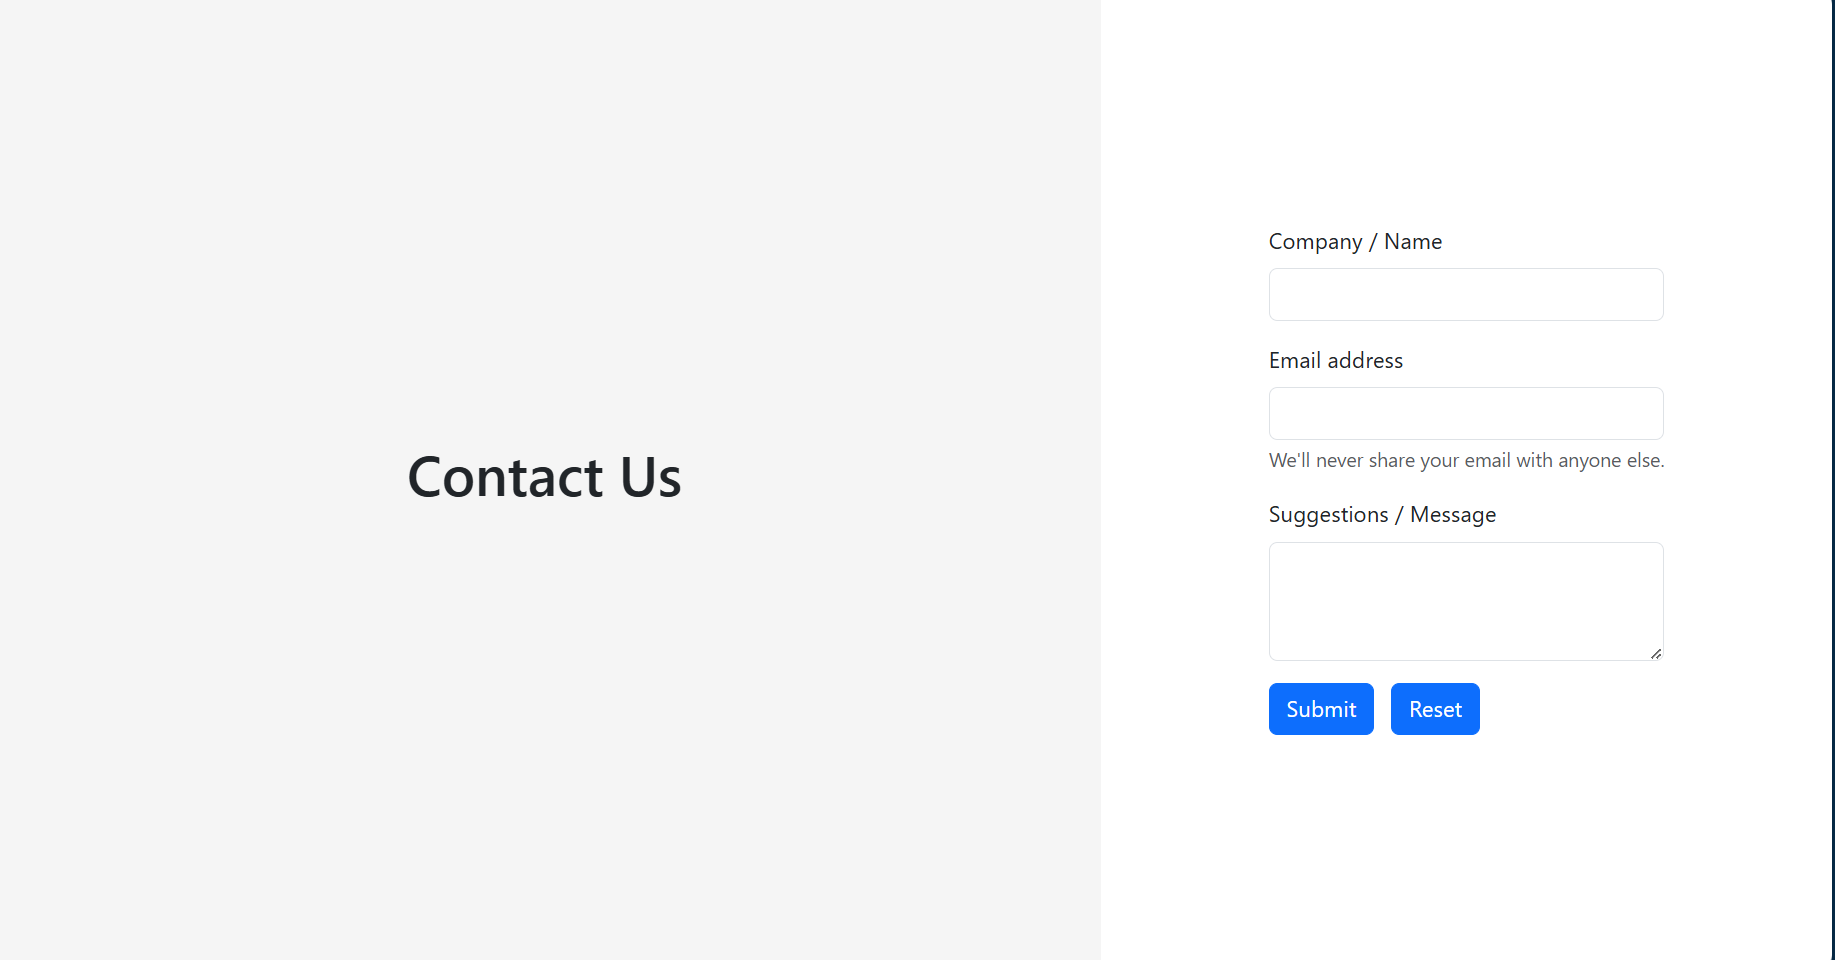 Contact Us
Company / Name
Email address
We'll never share your email with anyone else.
Suggestions / Message
Submit
Reset